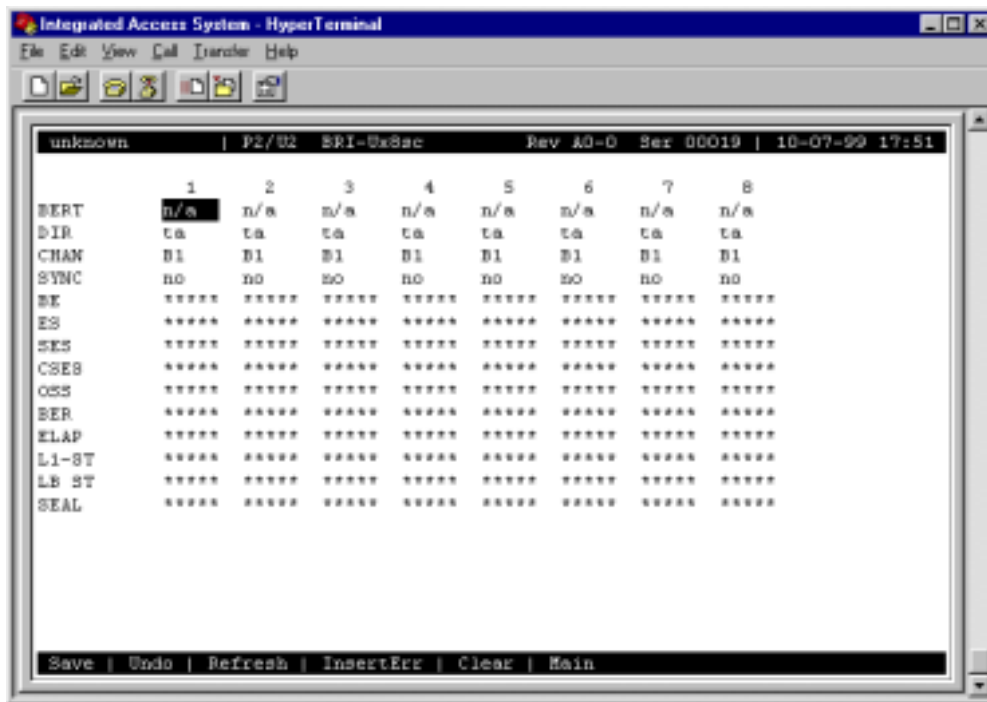 Integrated Access System - HyperTerminal
File Edit View Call Transfer Help
unknown | P2/U2 BRI-Ux8sc Rev A0-0 Ser 00019 | 10-07-99 17:51
1 2 3 4 5 6 7 8
BERT n/a n/a n/a n/a n/a n/a n/a n/a
DIR ta ta ta ta ta ta ta ta
CHAN B1 B1 B1 B1 B1 B1 B1 B1
SYNC no no no no no no no no
BE ***** ***** ***** ***** ***** ***** ***** *****
ES ***** ***** ***** ***** ***** ***** ***** *****
SES ***** ***** ***** ***** ***** ***** ***** *****
CSES ***** ***** ***** ***** ***** ***** ***** *****
OSS ***** ***** ***** ***** ***** ***** ***** *****
BER ***** ***** ***** ***** ***** ***** ***** *****
ELAP ***** ***** ***** ***** ***** ***** ***** *****
L1-ST ***** ***** ***** ***** ***** ***** ***** *****
LB ST ***** ***** ***** ***** ***** ***** ***** *****
SEAL ***** ***** ***** ***** ***** ***** ***** *****
Save | Undo | Refresh | InsertErr | Clear | Main